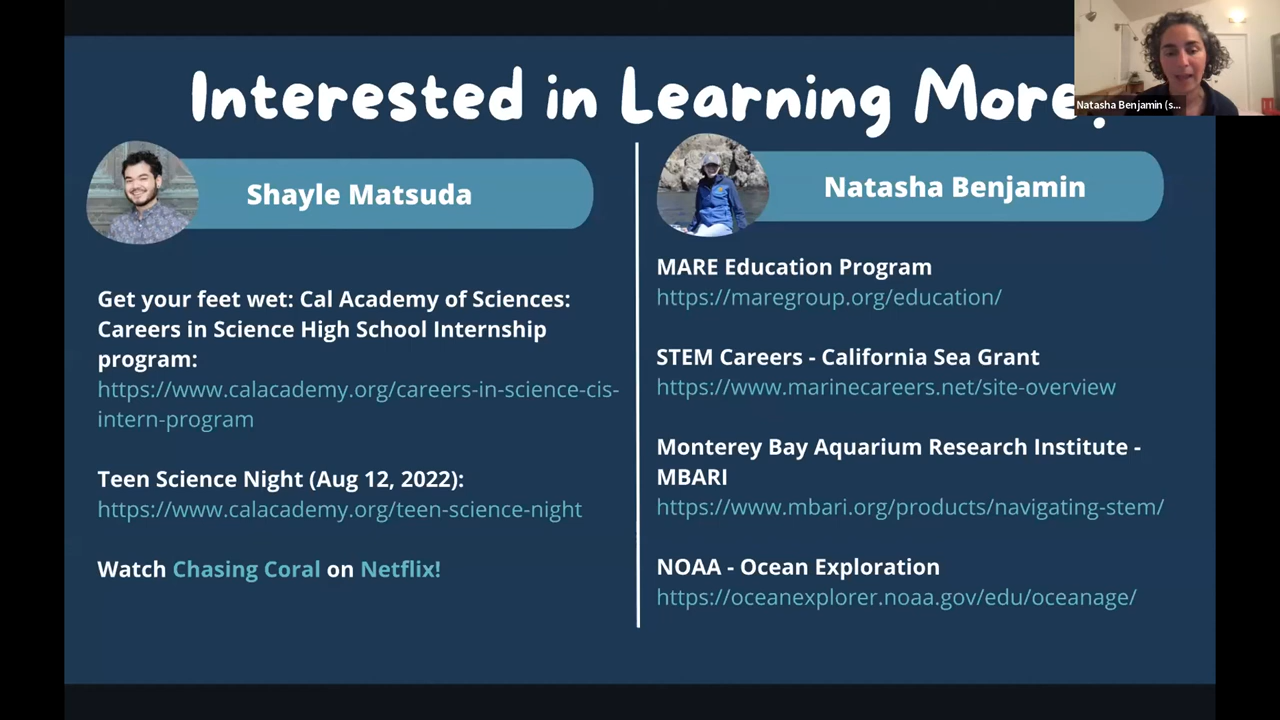 Interested in Learning More?
Natasha Benjamin (s...
Shayle Matsuda
Get your feet wet: Cal Academy of Sciences:
Careers in Science High School Internship
program:
https://www.calacademy.org/careers-in-science-cis-
intern-program
Teen Science Night (Aug 12, 2022):
https://www.calacademy.org/teen-science-night
Watch Chasing Coral on Netflix!
Natasha Benjamin
MARE Education Program
https://maregroup.org/education/
STEM Careers - California Sea Grant
https://www.marinecareers.net/site-overview
Monterey Bay Aquarium Research Institute -
MBARI
https://www.mbari.org/products/navigating-stem/
NOAA - Ocean Exploration
https://oceanexplorer.noaa.gov/edu/oceanage/